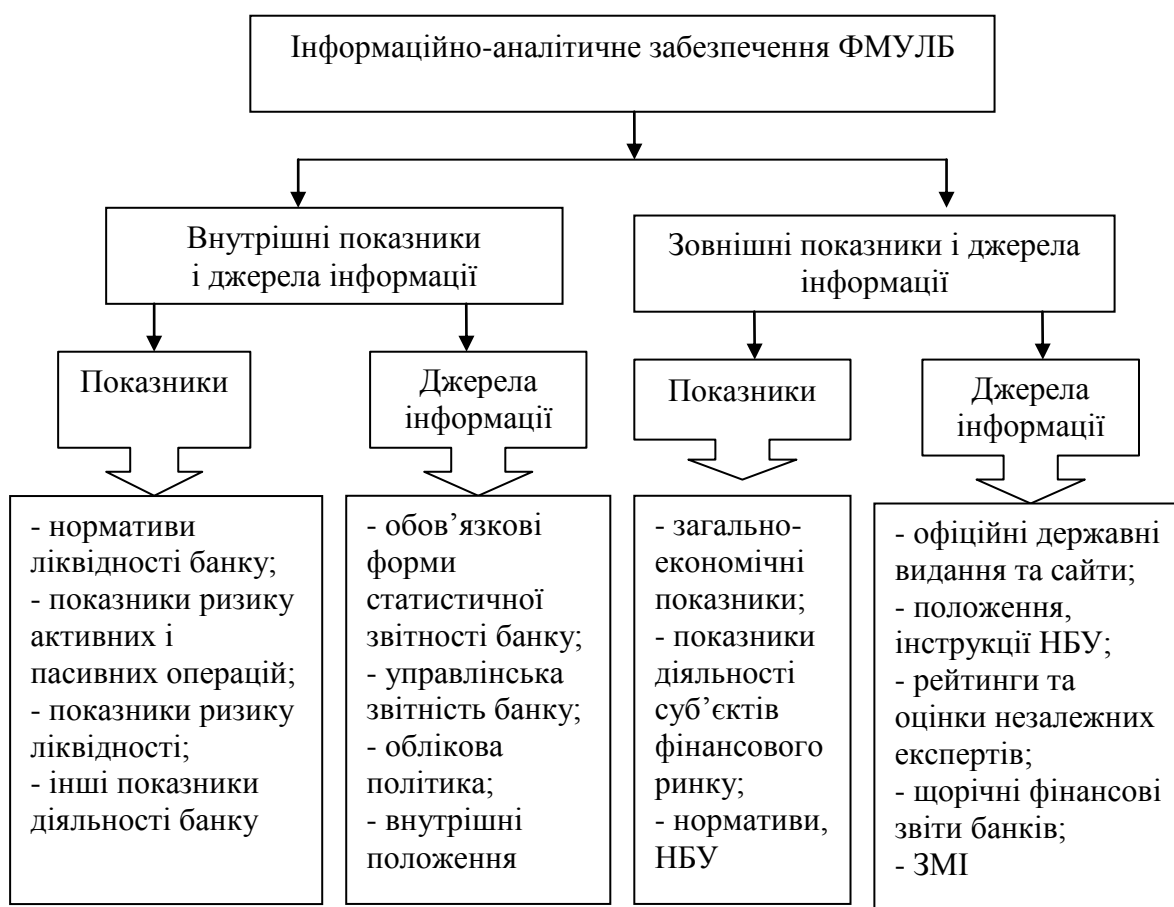 Інформаційно-аналітичне забезпечення ФМУЛБ
Внутрішні показники
і джерела інформації
Зовнішні показники і джерела
інформації
Показники
Джерела
інформації
Показники
Джерела
інформації
- нормативи
ліквідності банку;
- показники ризику
активних і
пасивних операцій;
- показники ризику
ліквідності;
- інші показники
діяльності банку
- обов’язкові
форми
статистичної
звітності банку;
- управлінська
звітність банку;
- облікова
політика;
- внутрішні
положення
- загально-
економічні
показники;
- показники
діяльності
суб’єктів
фінансового
ринку;
- нормативи,
НБУ
- офіційні державні
видання та сайти;
- положення,
інструкції НБУ;
- рейтинги та
оцінки незалежних
експертів;
- щорічні фінансові
звіти банків;
- ЗМІ